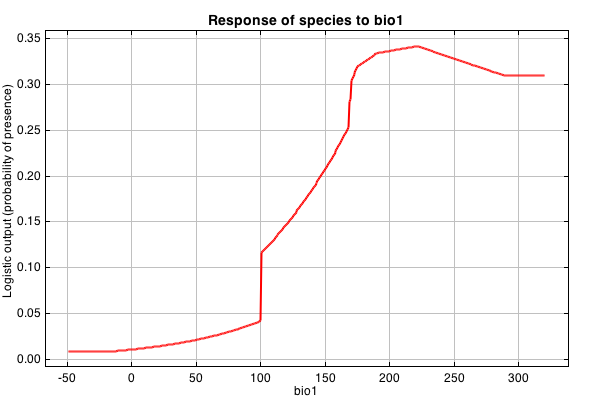 Response of species to bio1
Logistic output (probability of presence)
0.35
0.30
0.25
0.20
0.15
0.10
0.05
0.00
-50 0 50 100 150 200 250 300
bio1